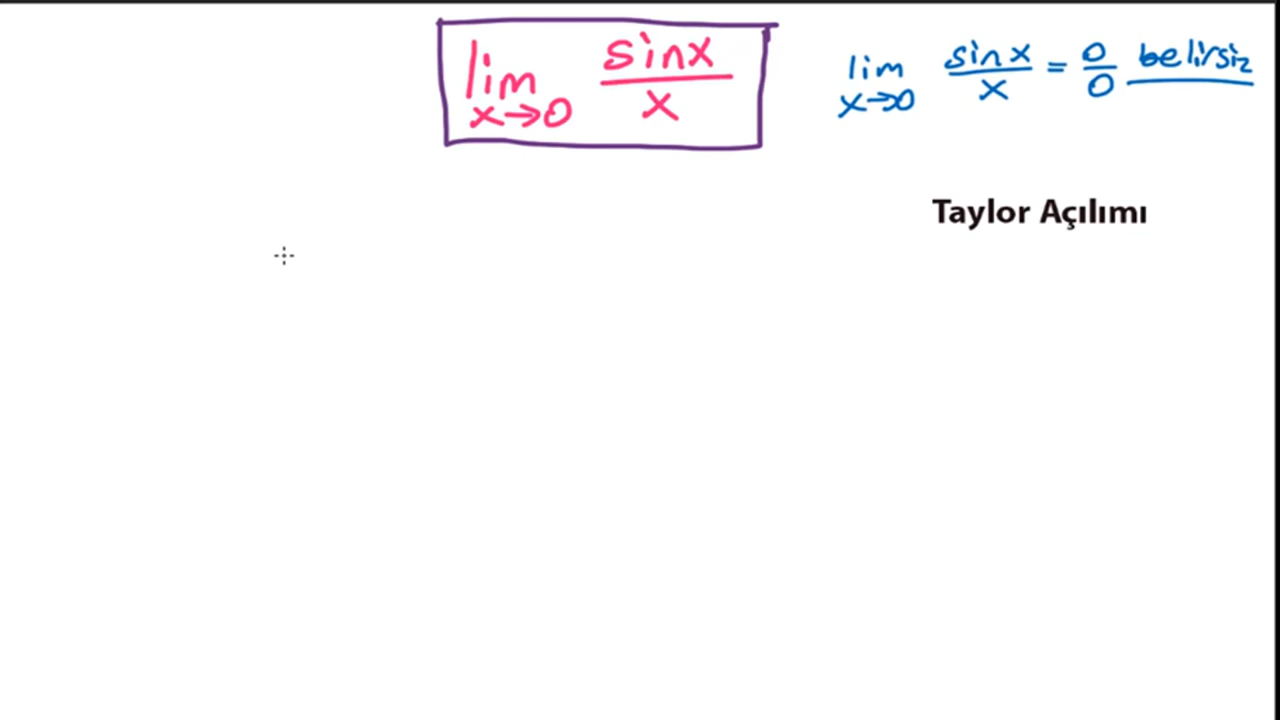 lim x→0 sinx/x
lim x→0 sinx/x = 0/0 belirsiz
Taylor Açılımı